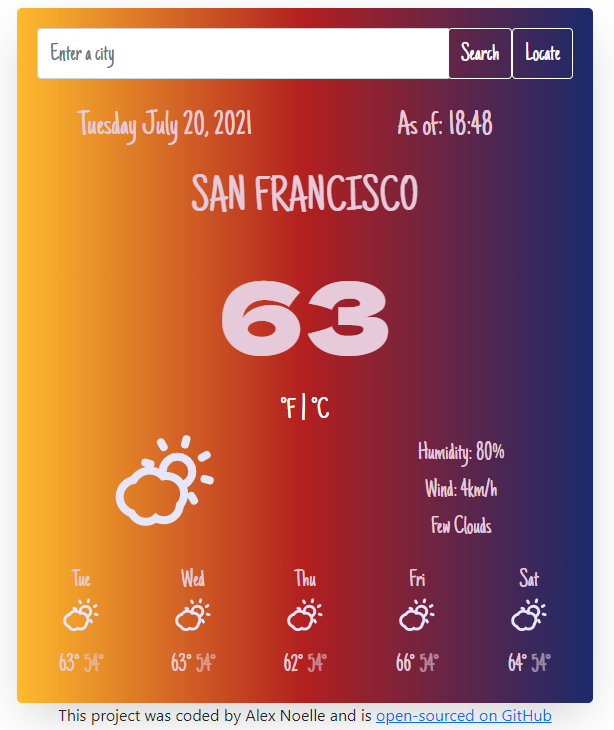 Enter a city Search Locate
Tuesday July 20, 2021 As of: 18:48
SAN FRANCISCO
63
°F | °C
Humidity: 80%
Wind: 4km/h
Few Clouds
Tue Wed Thu Fri Sat
63° 54° 63° 54° 62° 54° 66° 54° 64° 54°
This project was coded by Alex Noelle and is open-sourced on GitHub